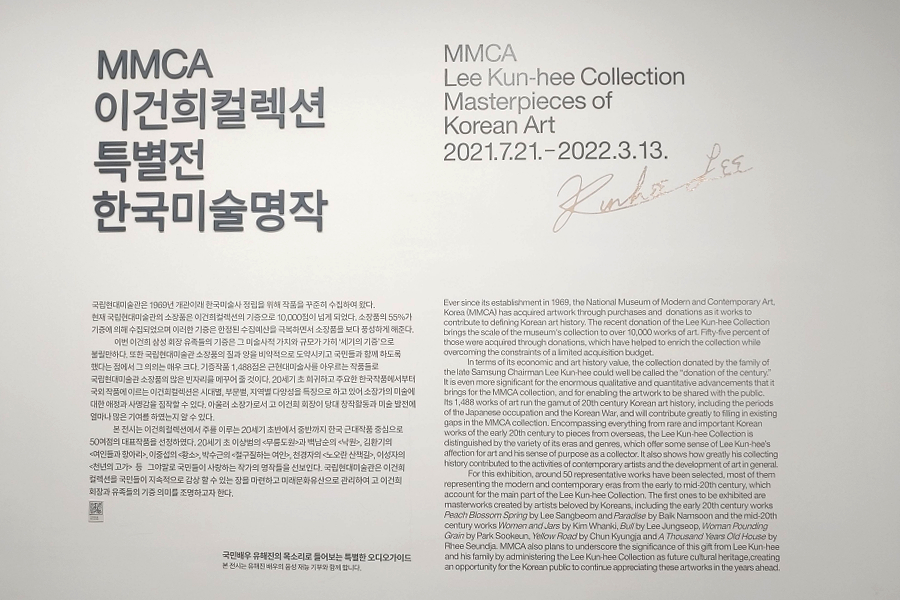 MMCA
이건희컬렉션
특별전
한국미술명작
MMCA
Lee Kun-hee Collection
Masterpieces of
Korean Art
2021.7.21.–2022.3.13.
Kunhee Lee
국립현대미술관은 1969년 개관이래 한국미술사 정립을 위해 작품을 꾸준히 수집하여 왔다.
현재 국립현대미술관의 소장품은 이건희컬렉션의 기증으로 10,000점이 넘게 되었다. 소장품의 55%가
기증에 의해 수집되었으며 이러한 기증은 한정된 수집예산을 극복하면서 소장품을 보다 풍성하게 해준다.
이번 고 이건희 삼성 회장 유족들의 기증은 그 미술사적 가치와 규모가 가히 ‘세기의 기증’으로
불릴만하다. 또한 국립현대미술관 소장품의 질과 양을 비약적으로 도약시키고 국민들과 함께 하도록
했다는 점에서 그 의의는 매우 크다. 기증작품 1,488점은 근현대미술사를 아우르는 작품들로
국립현대미술관 소장품의 많은 빈자리를 메꾸어 줄 것이다. 20세기 초 희귀하고 주요한 한국작품에서부터
국외 작품에 이르는 이건희컬렉션은 시대별, 부문별, 지역별 다양성을 특징으로 하고 있어 소장가의 미술에
대한 애정과 사명감을 짐작할 수 있다. 아울러 소장가로서 고 이건희 회장이 당대 창작활동과 미술 발전에
얼마나 많은 기여를 하였는지 알 수 있다.
본 전시는 이건희컬렉션에서 주를 이루는 20세기 초반에서 중반까지 한국 근대작품 중심으로
50여점의 대표작품을 선정하였다. 20세기 초 이상범의 <무릉도원>과 백남순의 <낙원>, 김환기의
<여인들과 항아리>, 이중섭의 <황소>, 박수근의 <절구질하는 여인>, 천경자의 <노오란 산책길>, 이성자의
<천년의 고가> 등 그야말로 국민들이 사랑하는 작가의 명작들을 선보인다. 국립현대미술관은 이건희
컬렉션을 국민들이 지속적으로 감상 할 수 있는 장을 마련하고 미래문화유산으로 관리하여 고 이건희
회장과 유족들의 기증 의미를 조명하고자 한다.
국민배우 유해진의 목소리로 들어보는 특별한 오디오가이드
본 전시는 유해진 배우의 음성 재능 기부와 함께 합니다.
Ever since its establishment in 1969, the National Museum of Modern and Contemporary Art,
Korea (MMCA) has acquired artwork through purchases and donations as it works to
contribute to defining Korean art history. The recent donation of the Lee Kun-hee Collection
brings the scale of the museum's collection to over 10,000 works of art. Fifty-five percent of
those were acquired through donations, which have helped to enrich the collection while
overcoming the constraints of a limited acquisition budget.
In terms of its economic and art history value, the collection donated by the family of
the late Samsung Chairman Lee Kun-hee could well be called the “donation of the century.”
It is even more significant for the enormous qualitative and quantitative advancements that it
brings for the MMCA collection, and for enabling the artwork to be shared with the public.
Its 1,488 works of art run the gamut of 20th century Korean art history, including the periods
of the Japanese occupation and the Korean War, and will contribute greatly to filling in existing
gaps in the MMCA collection. Encompassing everything from rare and important Korean
works of the early 20th century to pieces from overseas, the Lee Kun-hee Collection is
distinguished by the variety of its eras and genres, which offer some sense of Lee Kun-hee's
affection for art and his sense of purpose as a collector. It also shows how greatly his collecting
history contributed to the activities of contemporary artists and the development of art in general.
For this exhibition, around 50 representative works have been selected, most of them
representing the modern and contemporary eras from the early to mid-20th century, which
account for the main part of the Lee Kun-hee Collection. The first ones to be exhibited are
masterworks created by artists beloved by Koreans, including the early 20th century works
Peach Blossom Spring by Lee Sangbeom and Paradise by Baik Namsoon and the mid-20th
century works Women and Jars by Kim Whanki, Bull by Lee Jungseop, Woman Pounding
Grain by Park Sookeun, Yellow Road by Chun Kyungja and A Thousand Years Old House by
Rhee Seundja. MMCA also plans to underscore the significance of this gift from Lee Kun-hee
and his family by administering the Lee Kun-hee Collection as future cultural heritage,creating
an opportunity for the Korean public to continue appreciating these artworks in the years ahead.